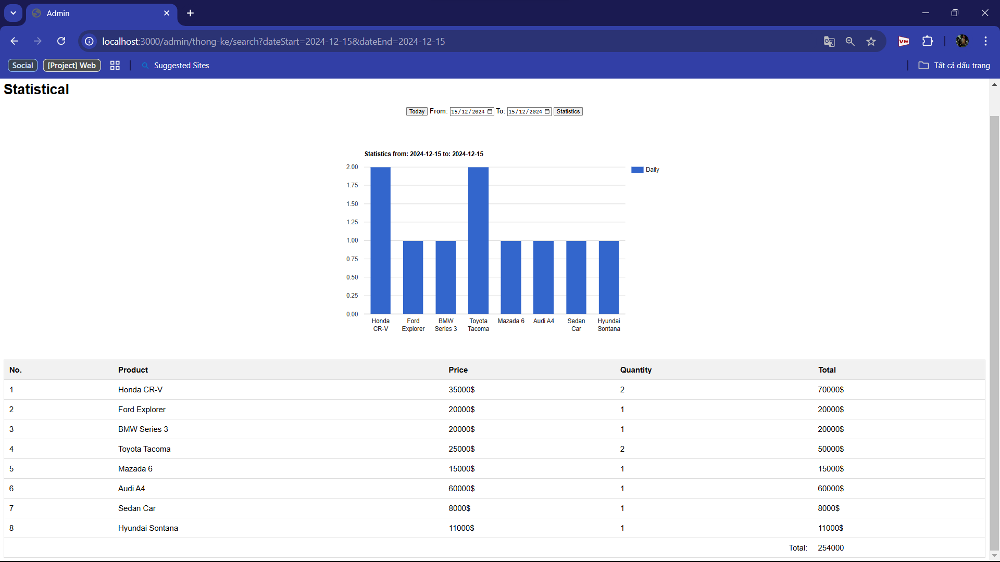 Admin
localhost:3000/admin/thong-ke/search?dateStart=2024-12-15&dateEnd=2024-12-15
VM
Social [Project] Web Suggested Sites Tất cả dấu trang
Statistical
Today From: 15/12/2024 To: 15/12/2024 Statistics
Statistics from: 2024-12-15 to: 2024-12-15
2.00
1.75
1.50
1.25
1.00
0.75
0.50
0.25
0.00
Daily
Honda CR-V
Ford Explorer
BMW Series 3
Toyota Tacoma
Mazada 6
Audi A4
Sedan Car
Hyundai Sontana
No. Product Price Quantity Total
1 Honda CR-V 35000$ 2 70000$
2 Ford Explorer 20000$ 1 20000$
3 BMW Series 3 20000$ 1 20000$
4 Toyota Tacoma 25000$ 2 50000$
5 Mazada 6 15000$ 1 15000$
6 Audi A4 60000$ 1 60000$
7 Sedan Car 8000$ 1 8000$
8 Hyundai Sontana 11000$ 1 11000$
Total: 254000